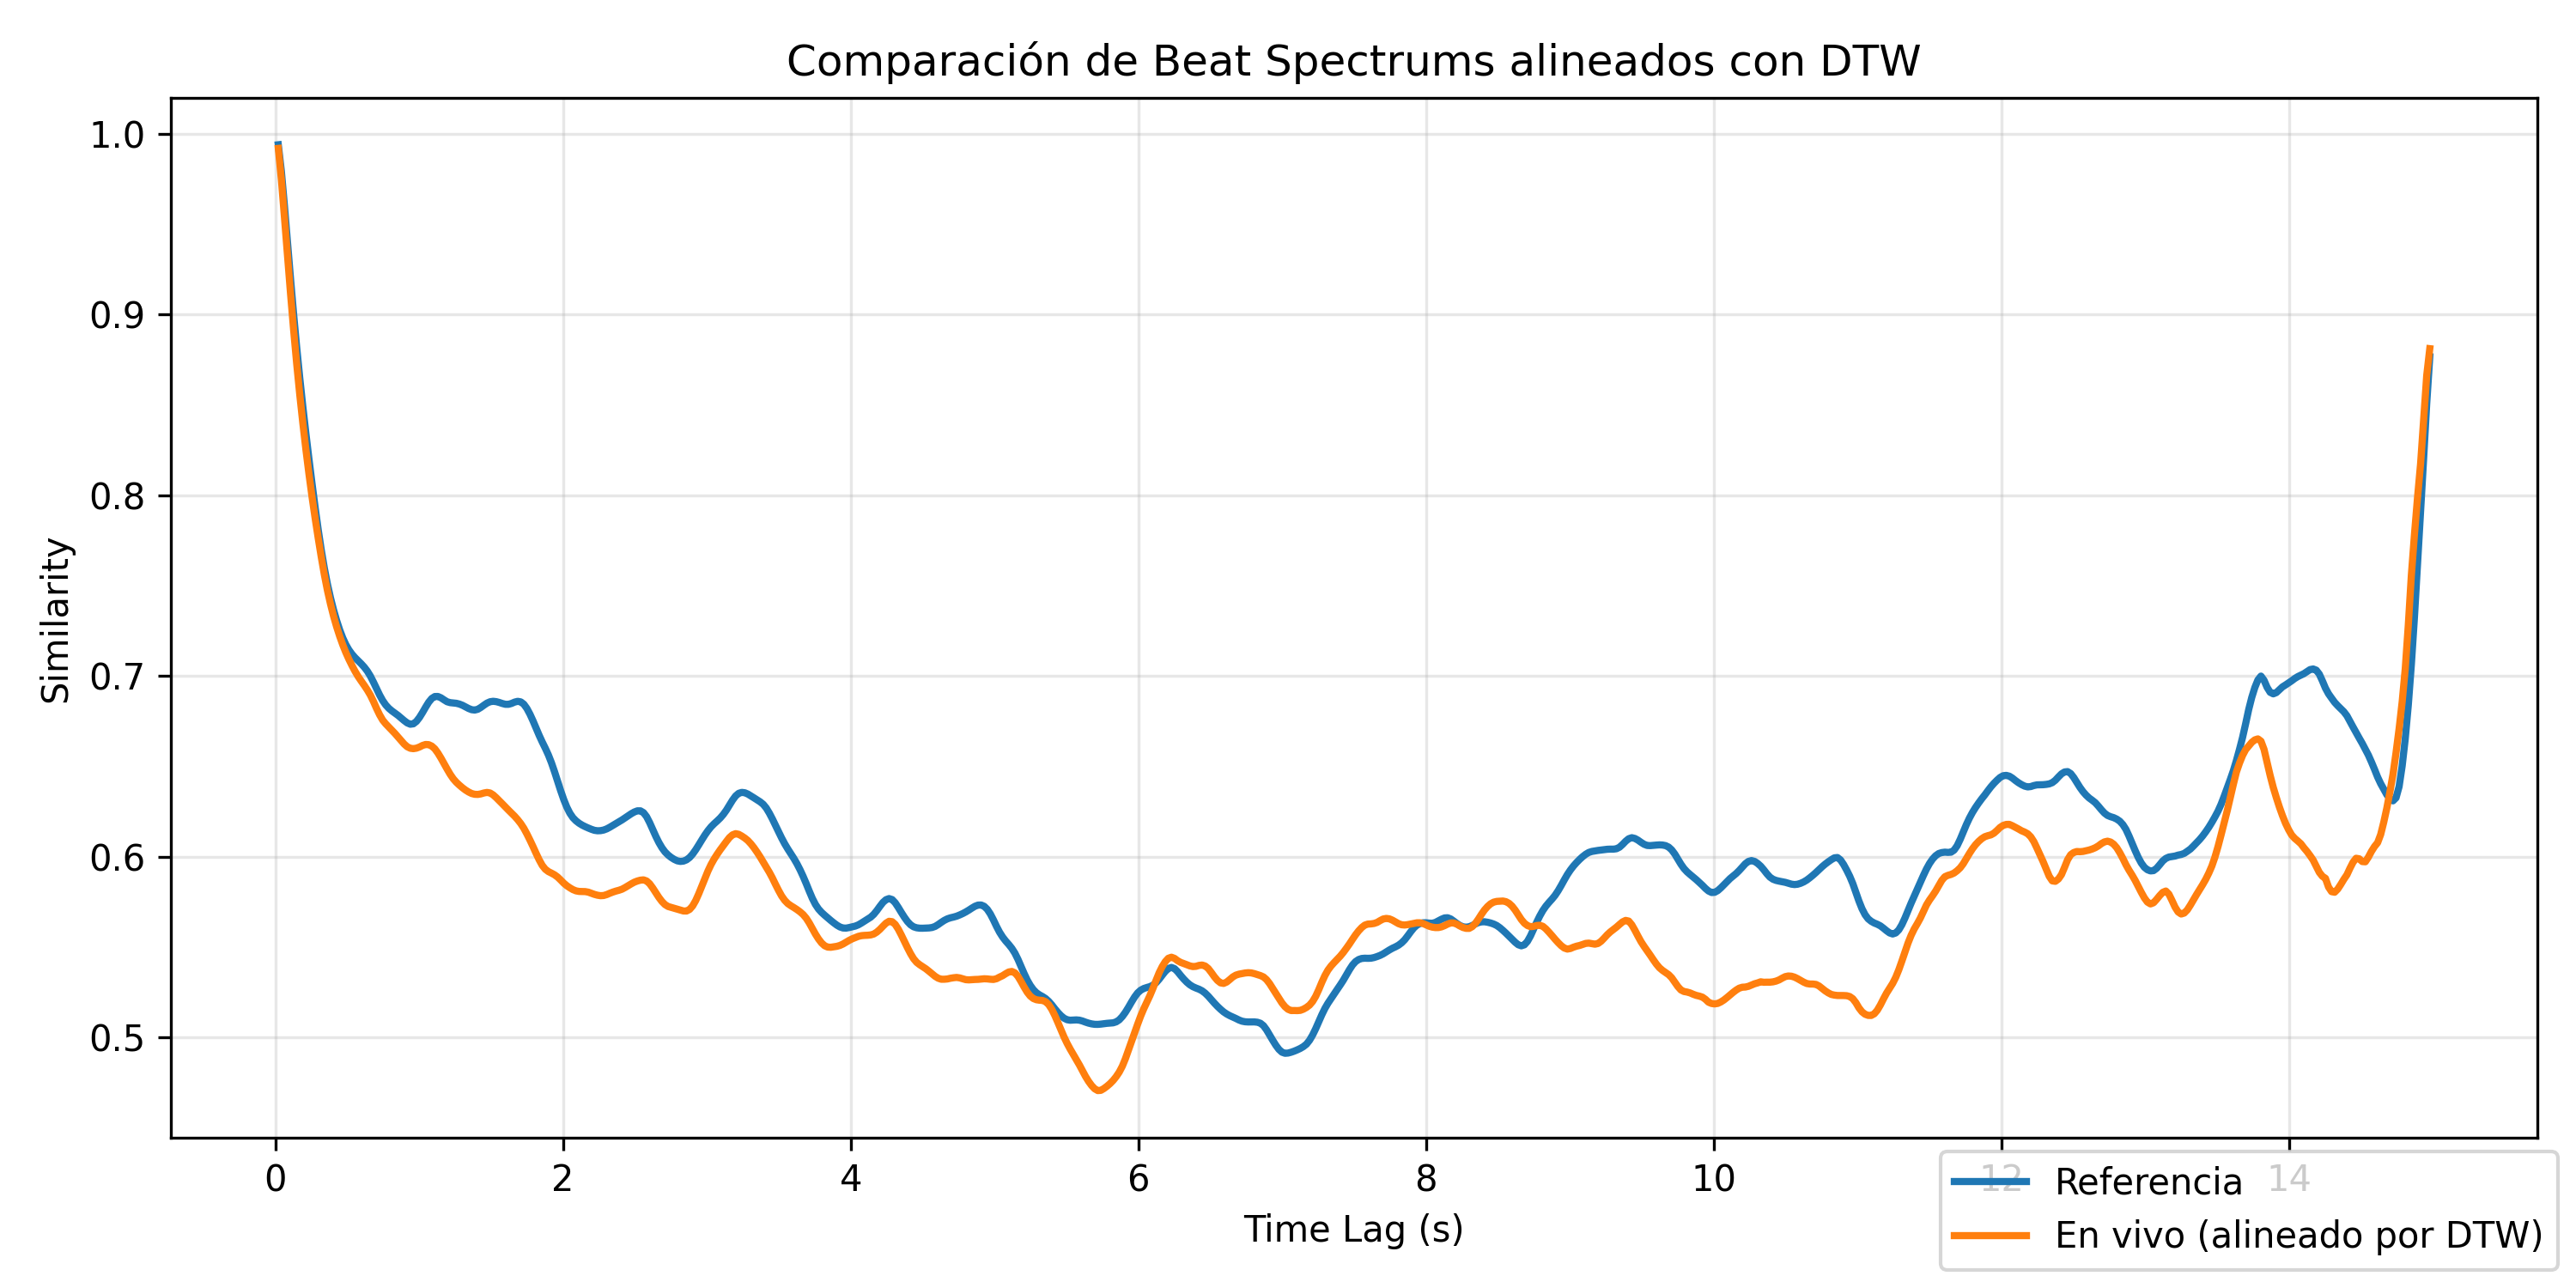 Comparación de Beat Spectrums alineados con DTW
1.0
0.9
0.8
0.7
0.6
0.5
Similarity
0 2 4 6 8 10 12 14
Time Lag (s)
Referencia
En vivo (alineado por DTW)